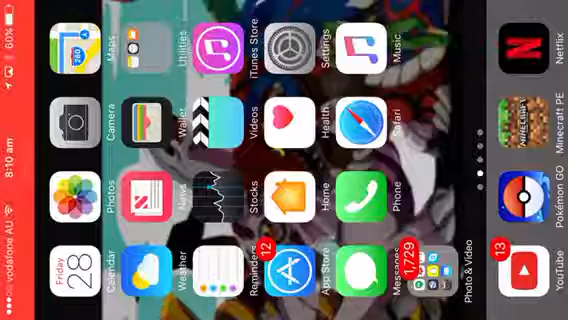 vodafone AU 8:10 am 60%
Friday
28
280
Calendar Photos Camera Maps
Weather News Wallet Utilities
Reminders Stocks Videos iTunes Store
12
App Store Home Health Settings
Messages Phone Safari Music
1,729
Photo & Video
13 MINECRAFT N
YouTube Pokémon GO Minecraft PE Netflix